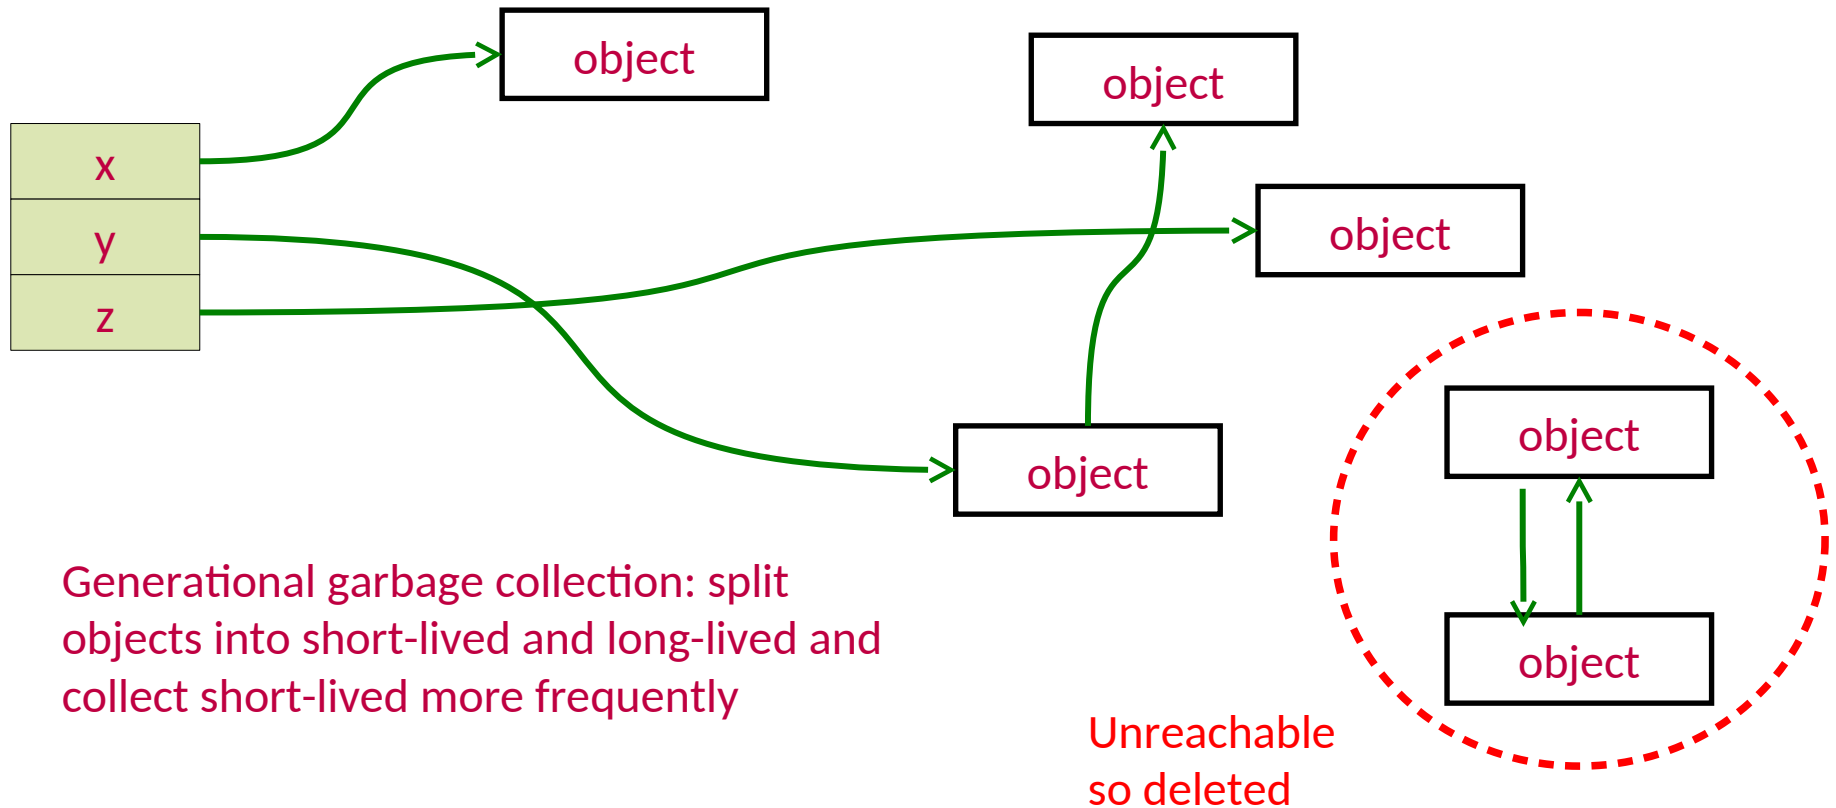 object
object
x
y
object
z
object
object
object
Generational garbage collection: split
objects into short-lived and long-lived and
collect short-lived more frequently
Unreachable
so deleted